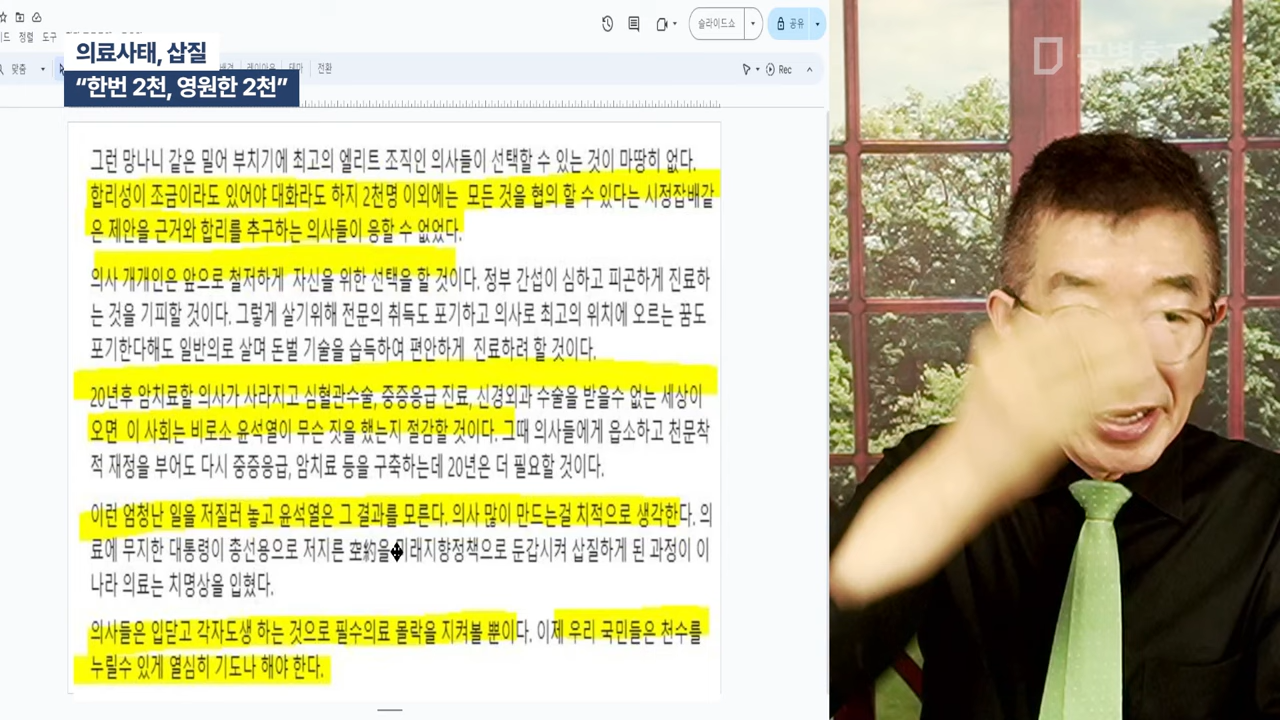 정렬 도구
슬라이드쇼
공유
의료사태, 삽질
“한번 2천, 영원한 2천”
맞춤
전환
Rec
그런 망나니 같은 밀어 부치기에 최고의 엘리트 조직인 의사들이 선택할 수 있는 것이 마땅히 없다.
합리성이 조금이라도 있어야 대화라도 하지 2천명 이외에는 모든 것을 협의 할 수 있다는 시정잡배같
은 제안을 근거와 합리를 추구하는 의사들이 응할 수 없었다.
의사 개개인은 앞으로 철저하게 자신을 위한 선택을 할 것이다. 정부 간섭이 심하고 피곤하게 진료하
는 것을 기피할 것이다. 그렇게 살기위해 전문의 취득도 포기하고 의사로 최고의 위치에 오르는 꿈도
포기한다해도 일반의로 살며 돈벌 기술을 습득하여 편안하게 진료하려 할 것이다.
20년후 암치료할 의사가 사라지고 심혈관수술, 중증응급 진료, 신경외과 수술을 받을수 없는 세상이
오면 이 사회는 비로소 윤석열이 무슨 짓을 했는지 절감할 것이다. 그때 의사들에게 읍소하고 천문착
적 재정을 부어도 다시 중증응급, 암치료 등을 구축하는데 20년은 더 필요할 것이다.
이런 엄청난 일을 저질러 놓고 윤석열은 그 결과를 모른다. 의사 많이 만드는걸 치적으로 생각한다. 의
료에 무지한 대통령이 총선용으로 저지른 空約을 미래지향정책으로 둔갑시켜 삽질하게 된 과정이 이
나라 의료는 치명상을 입혔다.
의사들은 입닫고 각자도생 하는 것으로 필수의료 몰락을 지켜볼 뿐이다. 이제 우리 국민들은 천수를
누릴수 있게 열심히 기도나 해야 한다.